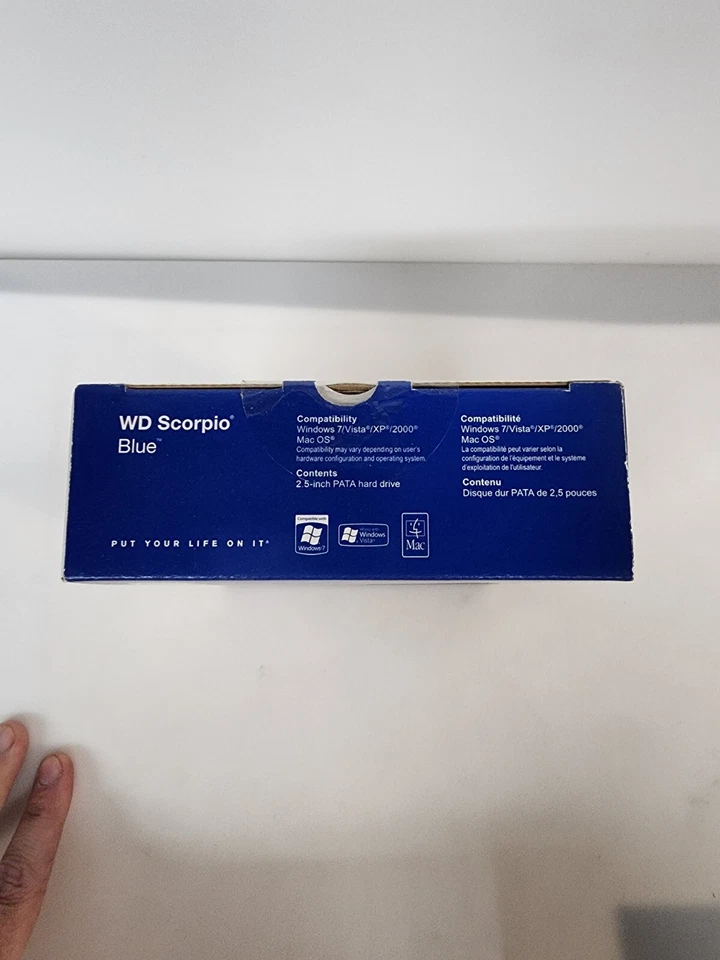 WD Scorpio®
Blue™
PUT YOUR LIFE ON IT®
Compatibility
Windows 7/Vista®/XP®/2000®
Mac OS®
Compatibility may vary depending on user's
hardware configuration and operating system.
Contents
2.5-inch PATA hard drive
Compatible with
Windows®7
Windows
Vista™
Mac
Compatibilité
Windows 7/Vista®/XP®/2000®
Mac OS®
La compatibilité peut varier selon la
configuration de l'équipement et le système
d'exploitation de l'utilisateur.
Contenu
Disque dur PATA de 2,5 pouces